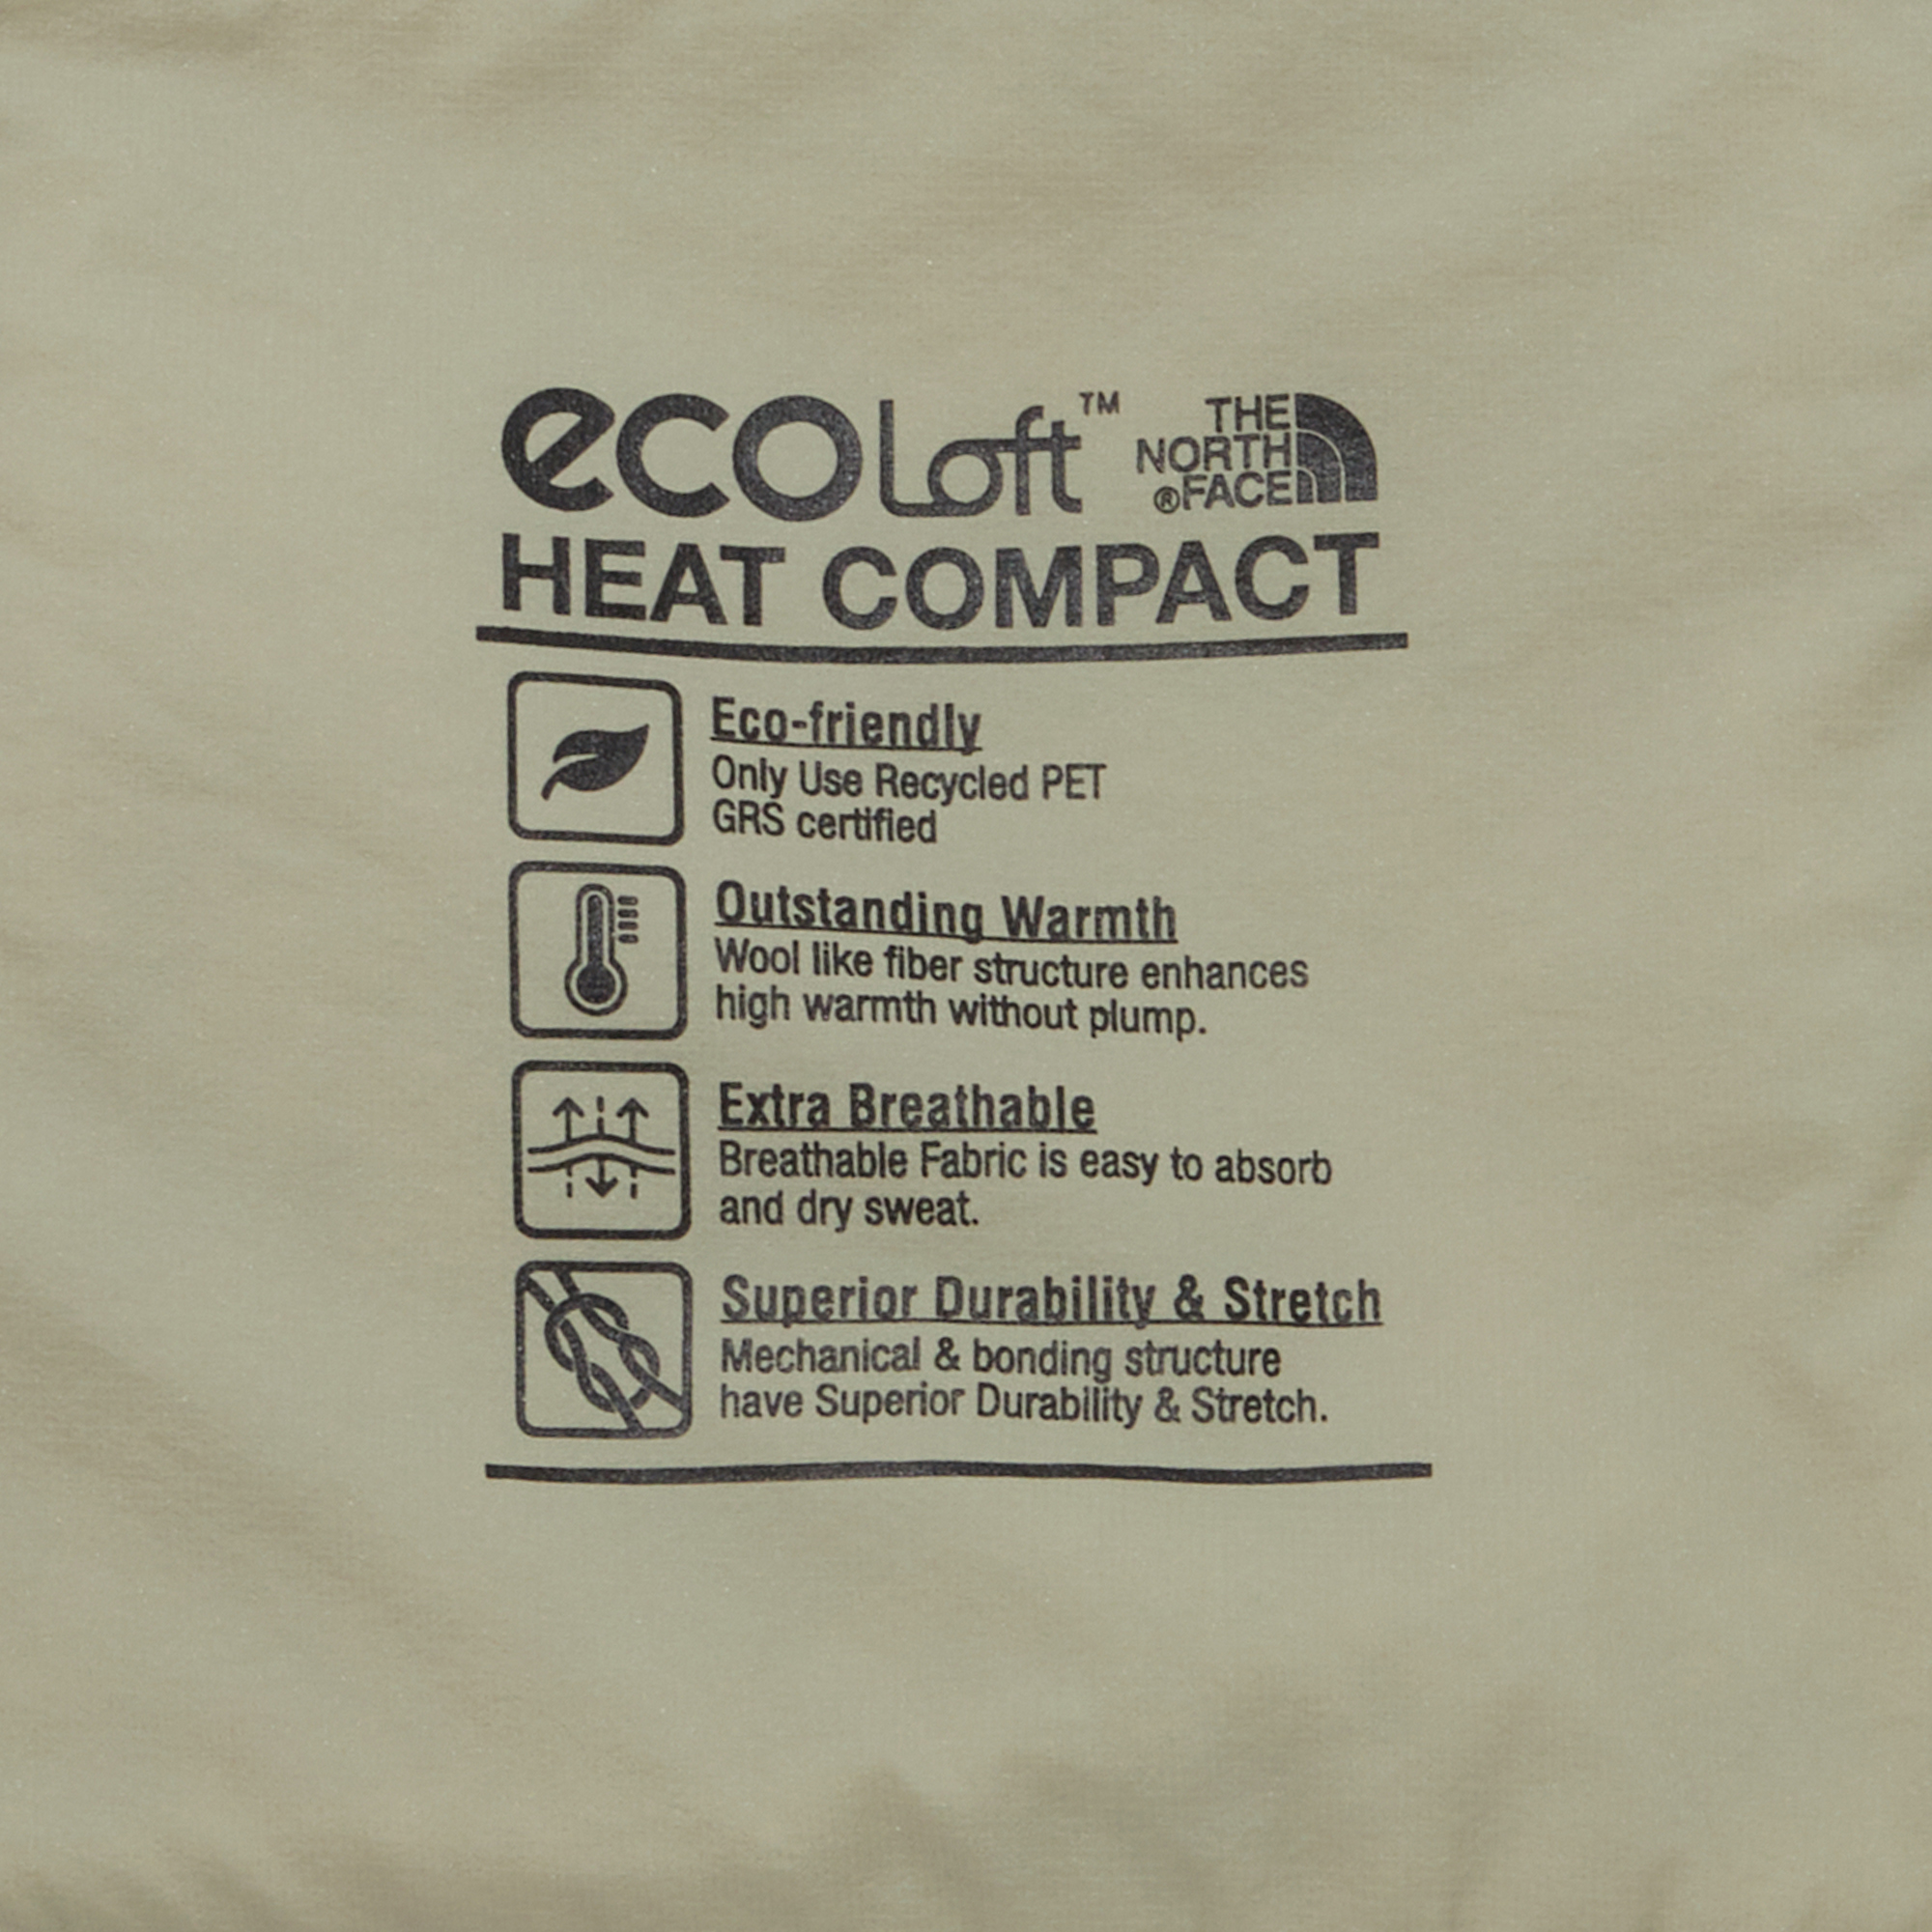 ecoLoft™ THE NORTH FACE®
HEAT COMPACT
Eco-friendly
Only Use Recycled PET
GRS certified
Outstanding Warmth
Wool like fiber structure enhances
high warmth without plump.
Extra Breathable
Breathable Fabric is easy to absorb
and dry sweat.
Superior Durability & Stretch
Mechanical & bonding structure
have Superior Durability & Stretch.